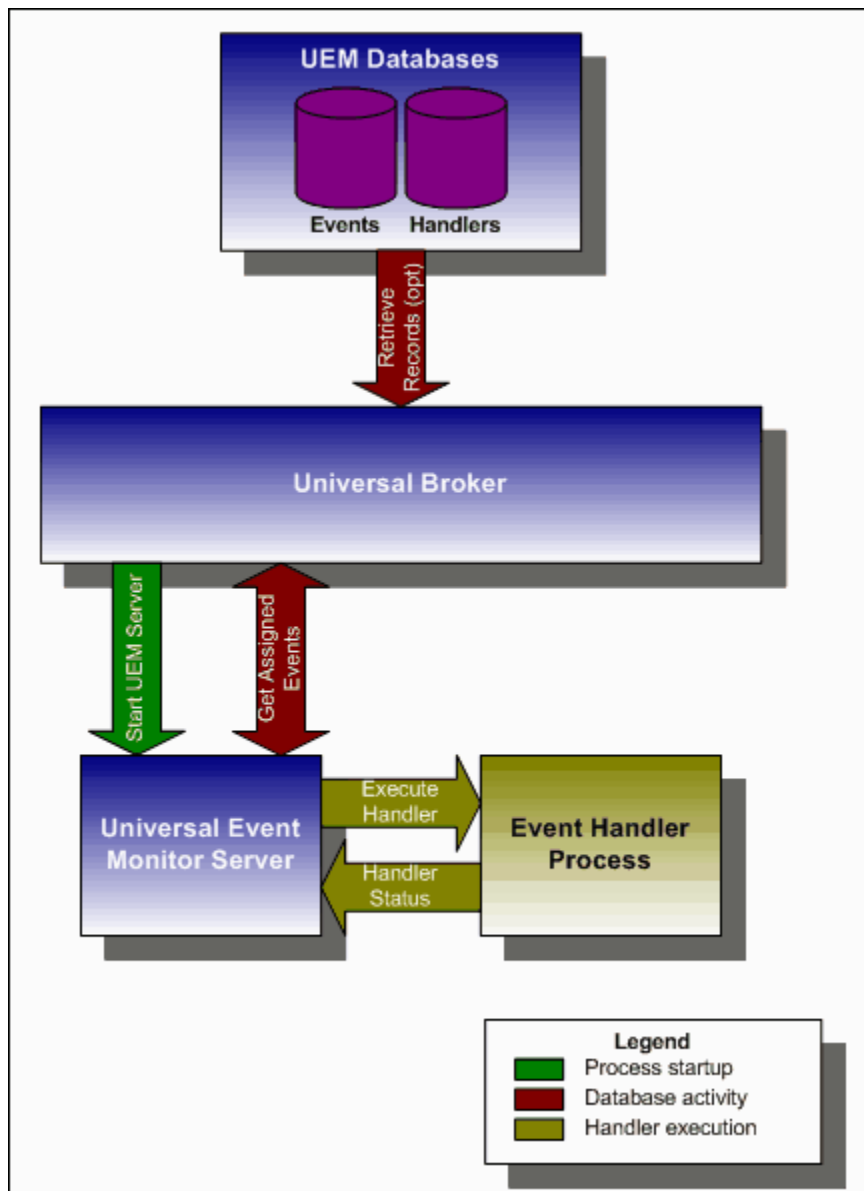 UEM Databases
Events
Handlers
Retrieve
Records (opt)
Universal Broker
Start UEM Server
Get Assigned
Events
Universal Event
Monitor Server
Execute
Handler
Handler
Status
Event Handler
Process
Legend
Process startup
Database activity
Handler execution